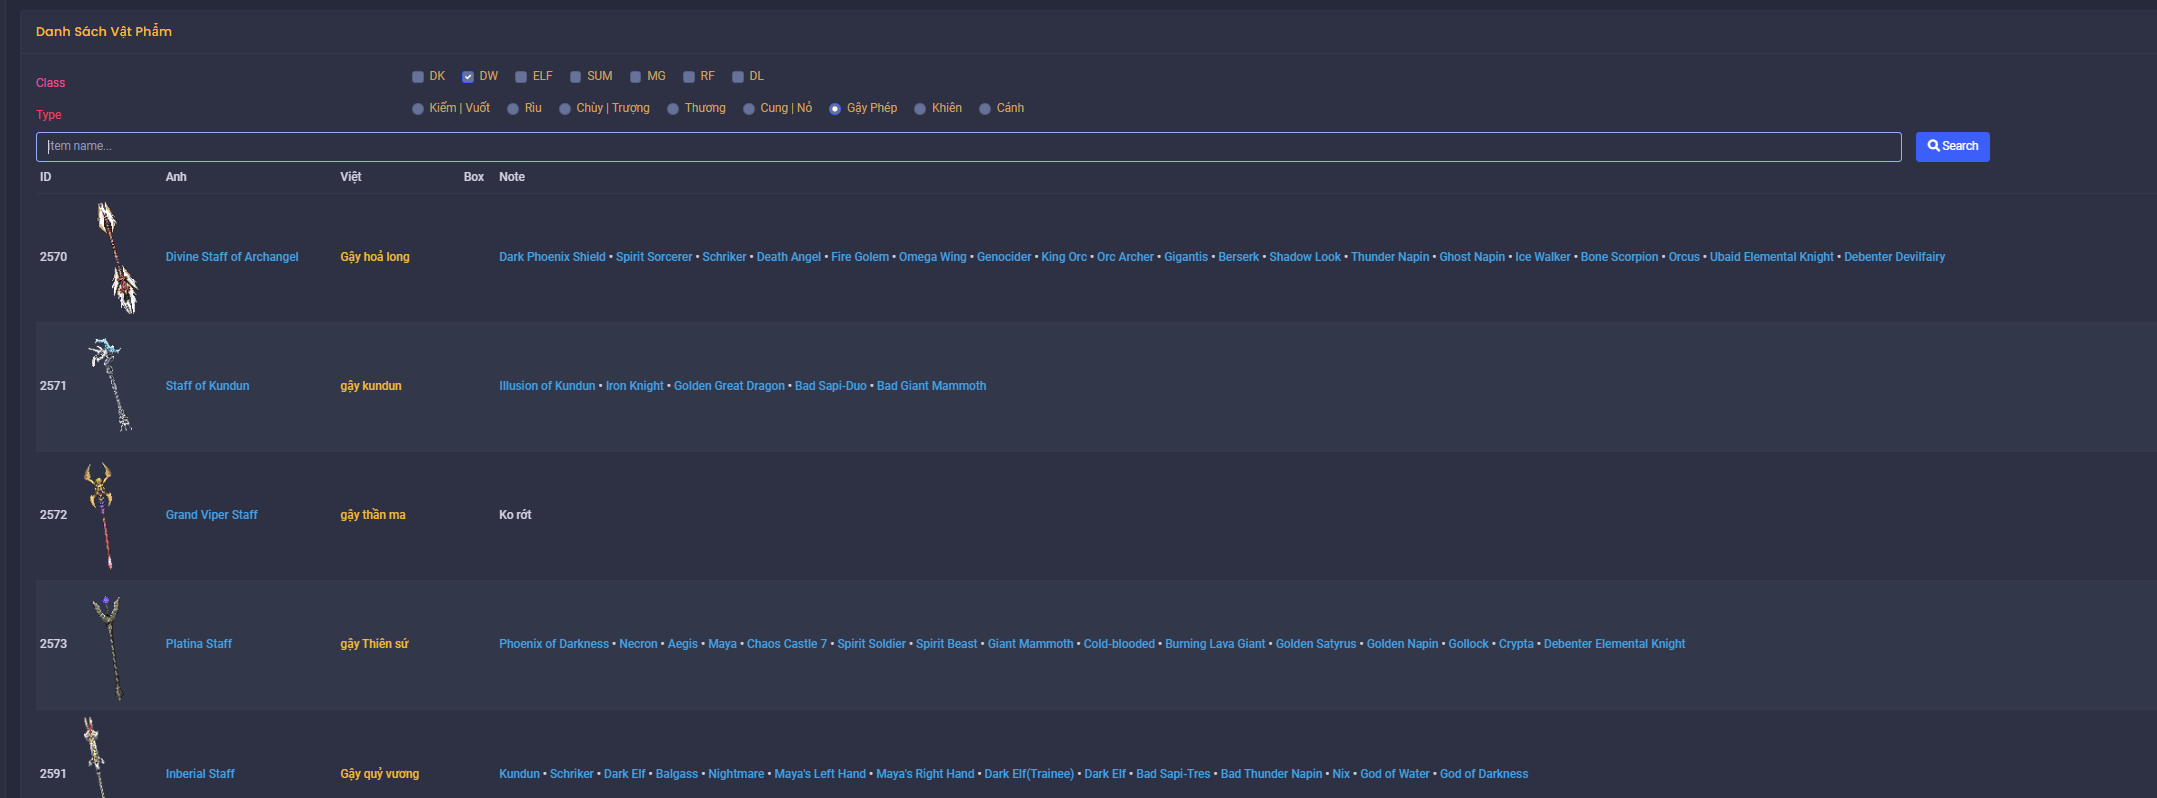 Danh Sách Vật Phẩm
Class DK DW ELF SUM MG RF DL
Type Kiếm | Vuốt Rìu Chùy | Trượng Thương Cung | Nỏ Gậy Phép Khiên Cánh
Item name... Search
ID Anh Việt Box Note
2570 Divine Staff of Archangel Gậy hoả long Dark Phoenix Shield • Spirit Sorcerer • Schriker • Death Angel • Fire Golem • Omega Wing • Genocider • King Orc • Orc Archer • Gigantis • Berserk • Shadow Look • Thunder Napin • Ghost Napin • Ice Walker • Bone Scorpion • Orcus • Ubaid Elemental Knight • Debenter Devilfairy
2571 Staff of Kundun gậy kundun Illusion of Kundun • Iron Knight • Golden Great Dragon • Bad Sapi-Duo • Bad Giant Mammoth
2572 Grand Viper Staff gậy thần ma Ko rớt
2573 Platina Staff gậy Thiên sứ Phoenix of Darkness • Necron • Aegis • Maya • Chaos Castle 7 • Spirit Soldier • Spirit Beast • Giant Mammoth • Cold-blooded • Burning Lava Giant • Golden Satyrus • Golden Napin • Gollock • Crypta • Debenter Elemental Knight
2591 Inberial Staff Gậy quỷ vương Kundun • Schriker • Dark Elf • Balgass • Nightmare • Maya's Left Hand • Maya's Right Hand • Dark Elf(Trainee) • Dark Elf • Bad Sapi-Tres • Bad Thunder Napin • Nix • God of Water • God of Darkness